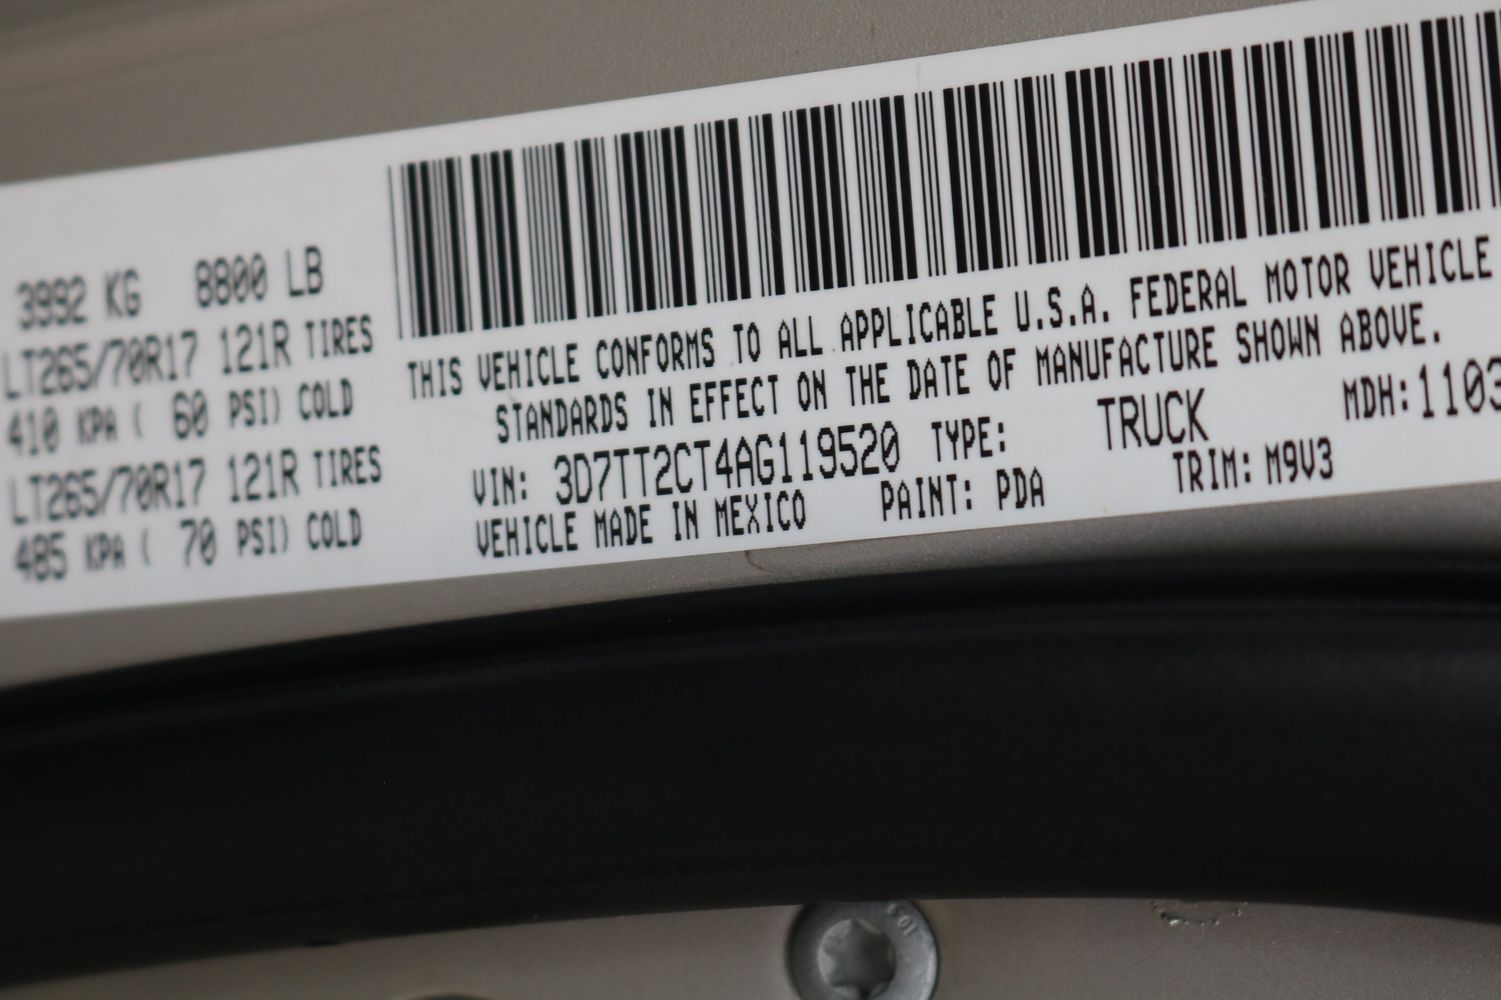 3992 KG 8800 LB
LT265/70R17 121R TIRES
410 KPA ( 60 PSI) COLD
LT265/70R17 121R TIRES
485 KPA ( 70 PSI) COLD
THIS VEHICLE CONFORMS TO ALL APPLICABLE U.S.A. FEDERAL MOTOR VEHICLE
STANDARDS IN EFFECT ON THE DATE OF MANUFACTURE SHOWN ABOVE.
VIN: 3D7TT2CT4AG119520 TYPE: TRUCK MDH: 1103
VEHICLE MADE IN MEXICO PAINT: PDA TRIM: M9V3